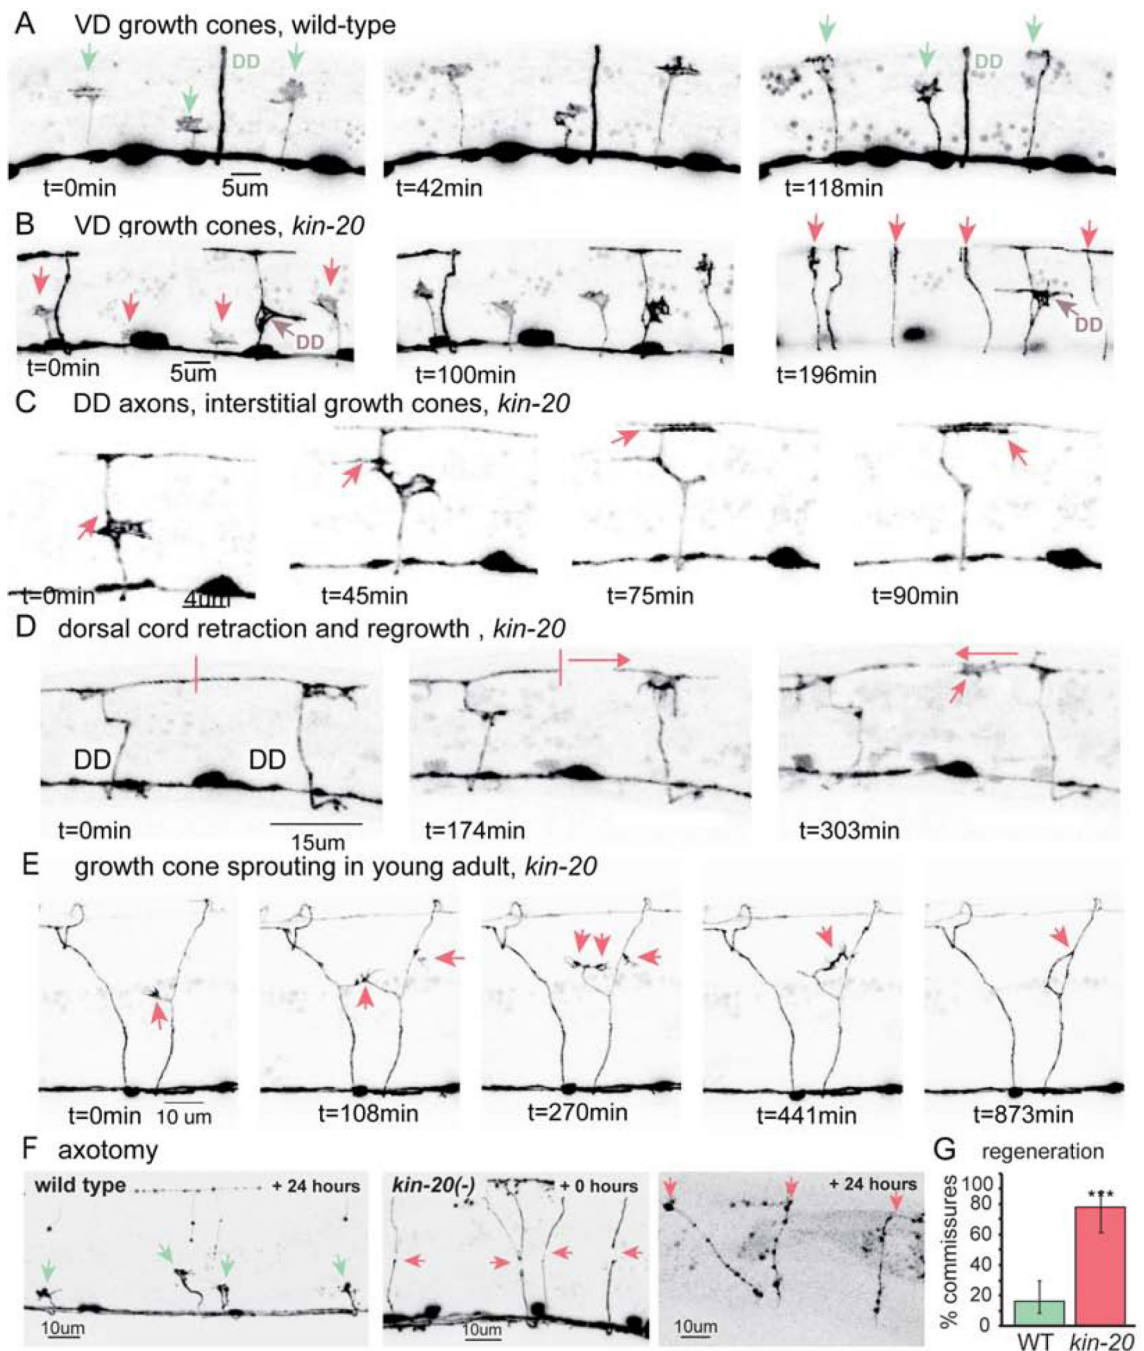 A VD growth cones, wild-type
DD DD
t=0min 5um t=42min t=118min
B VD growth cones, kin-20
DD DD
t=0min 5um t=100min t=196min
C DD axons, interstitial growth cones, kin-20
t=0min 4um t=45min t=75min t=90min
D dorsal cord retraction and regrowth , kin-20
DD DD
t=0min 15um t=174min t=303min
E growth cone sprouting in young adult, kin-20
t=0min 10 um t=108min t=270min t=441min t=873min
F axotomy
wild type + 24 hours kin-20(-) + 0 hours + 24 hours
10um 10um 10um
G regeneration
% commissures
100
80
60
40
20
0
***
WT kin-20